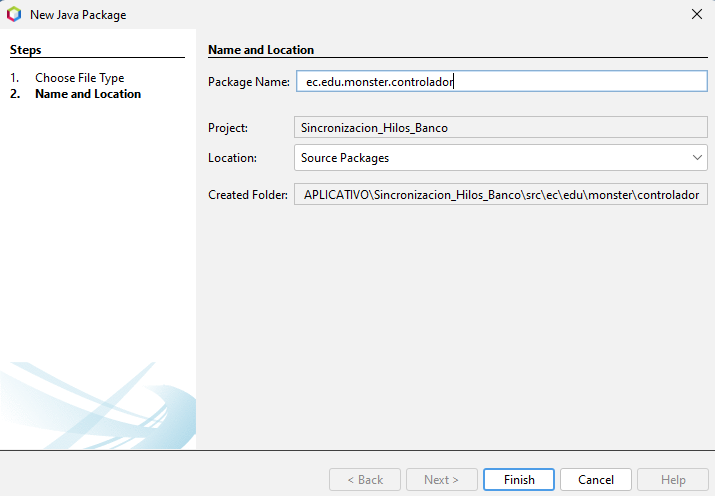 New Java Package
Steps
1. Choose File Type
2. Name and Location
Name and Location
Package Name: ec.edu.monster.controlador
Project: Sincronizacion_Hilos_Banco
Location: Source Packages
Created Folder: APLICATIVO\Sincronizacion_Hilos_Banco\src\ec\edu\monster\controlador
< Back Next > Finish Cancel Help